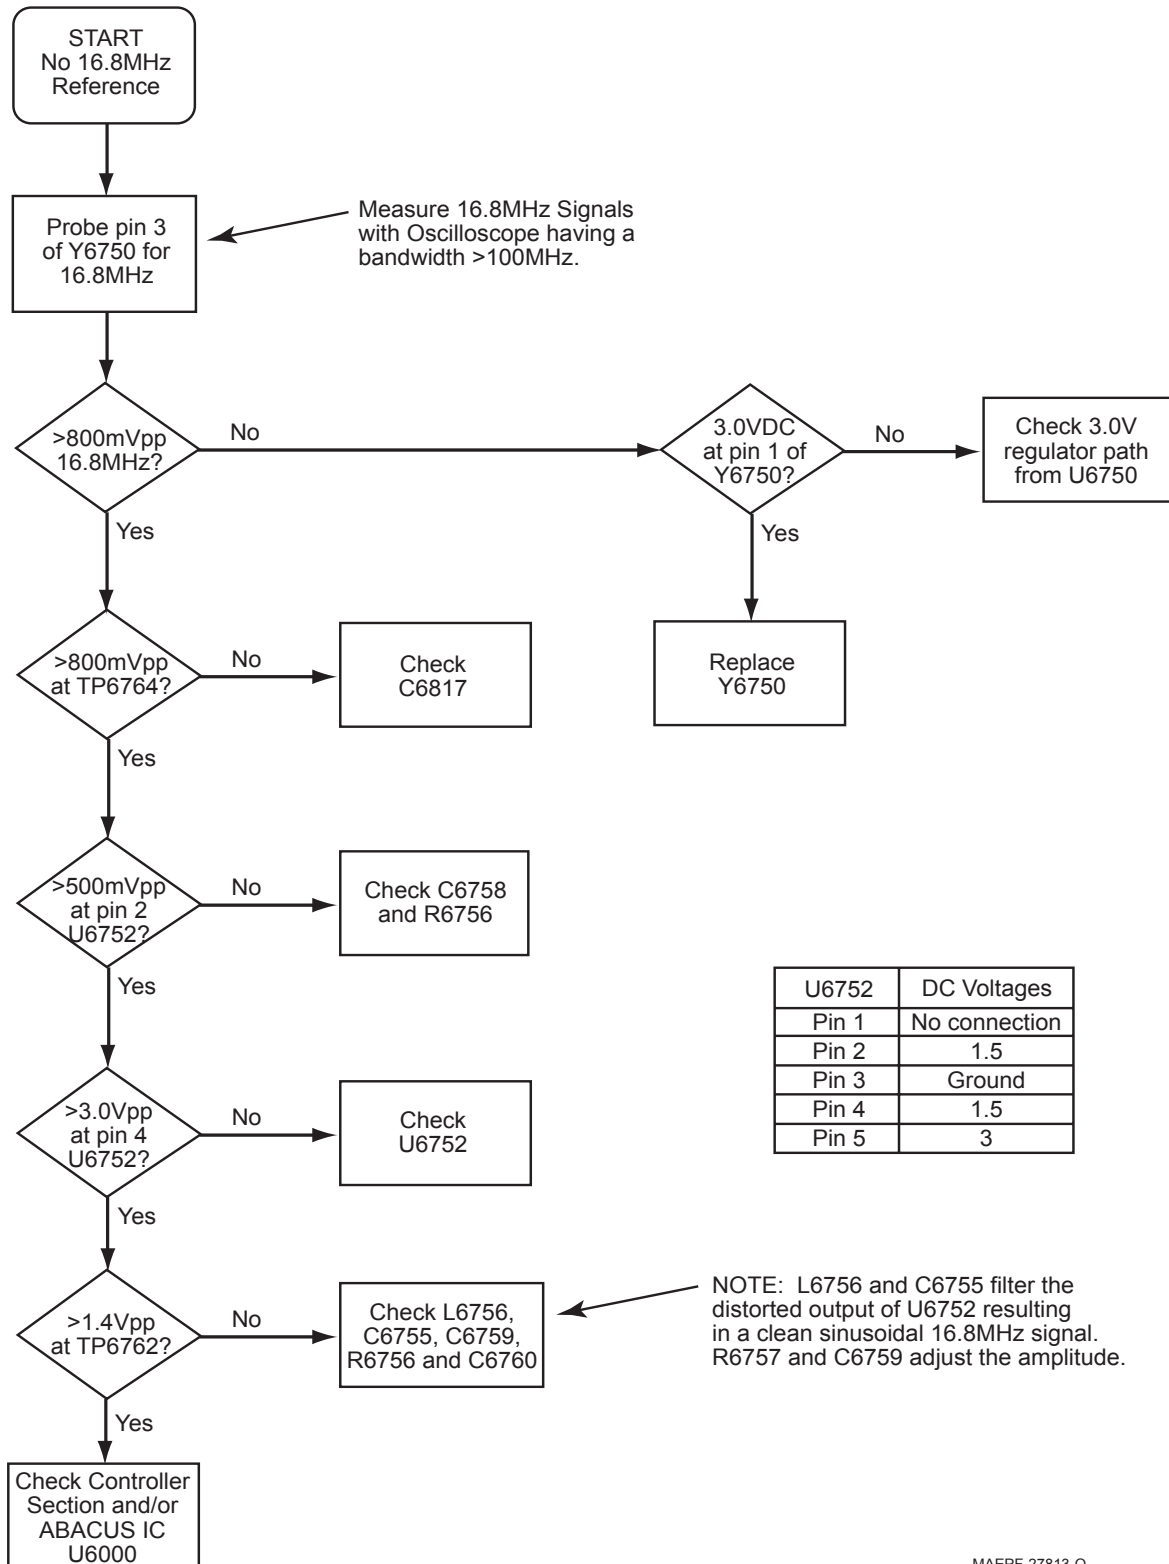 START
No 16.8MHz
Reference
Probe pin 3
of Y6750 for
16.8MHz
Measure 16.8MHz Signals
with Oscilloscope having a
bandwidth >100MHz.
>800mVpp
16.8MHz?
No
Yes
3.0VDC
at pin 1 of
Y6750?
No
Yes
Check 3.0V
regulator path
from U6750
Replace
Y6750
>800mVpp
at TP6764?
No
Yes
Check
C6817
>500mVpp
at pin 2
U6752?
No
Yes
Check C6758
and R6756
U6752 DC Voltages
Pin 1 No connection
Pin 2 1.5
Pin 3 Ground
Pin 4 1.5
Pin 5 3
>3.0Vpp
at pin 4
U6752?
No
Yes
Check
U6752
>1.4Vpp
at TP6762?
No
Yes
Check L6756,
C6755, C6759,
R6756 and C6760
NOTE: L6756 and C6755 filter the
distorted output of U6752 resulting
in a clean sinusoidal 16.8MHz signal.
R6757 and C6759 adjust the amplitude.
Check Controller
Section and/or
ABACUS IC
U6000